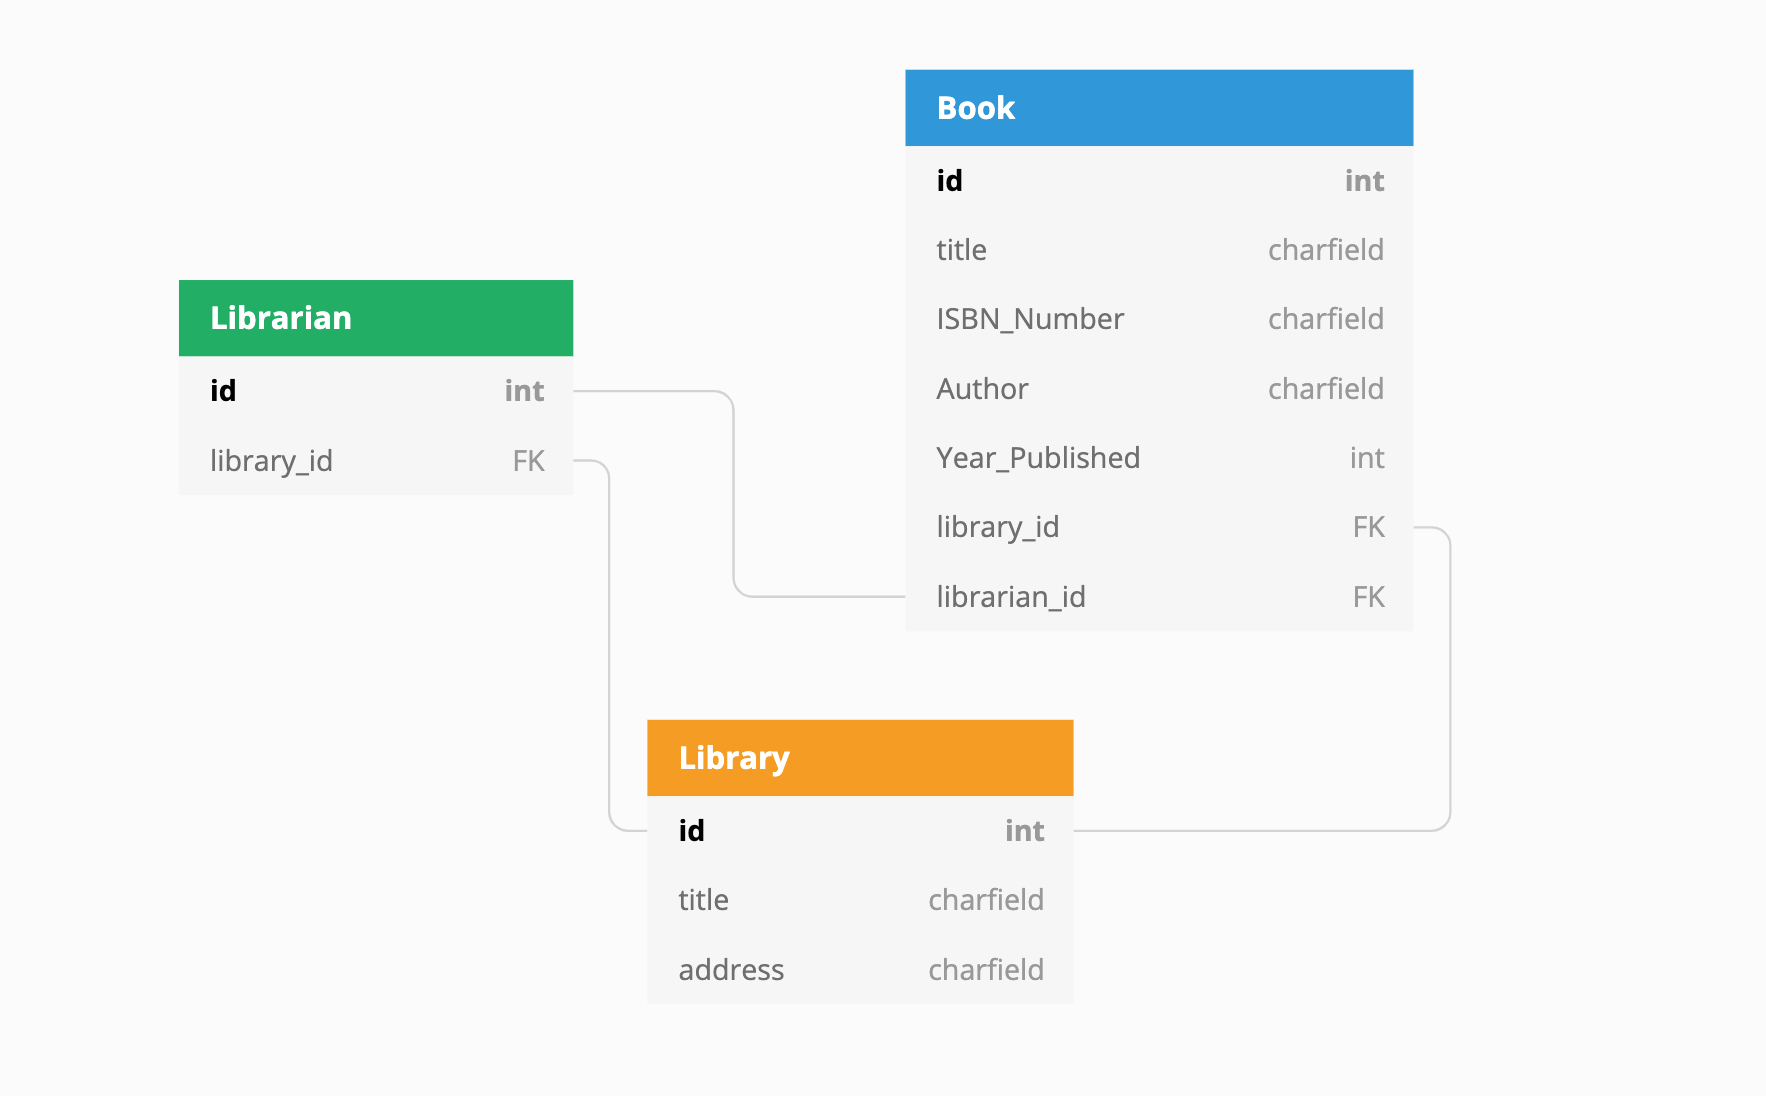 Librarian
id int
library_id FK
Book
id int
title charfield
ISBN_Number charfield
Author charfield
Year_Published int
library_id FK
librarian_id FK
Library
id int
title charfield
address charfield